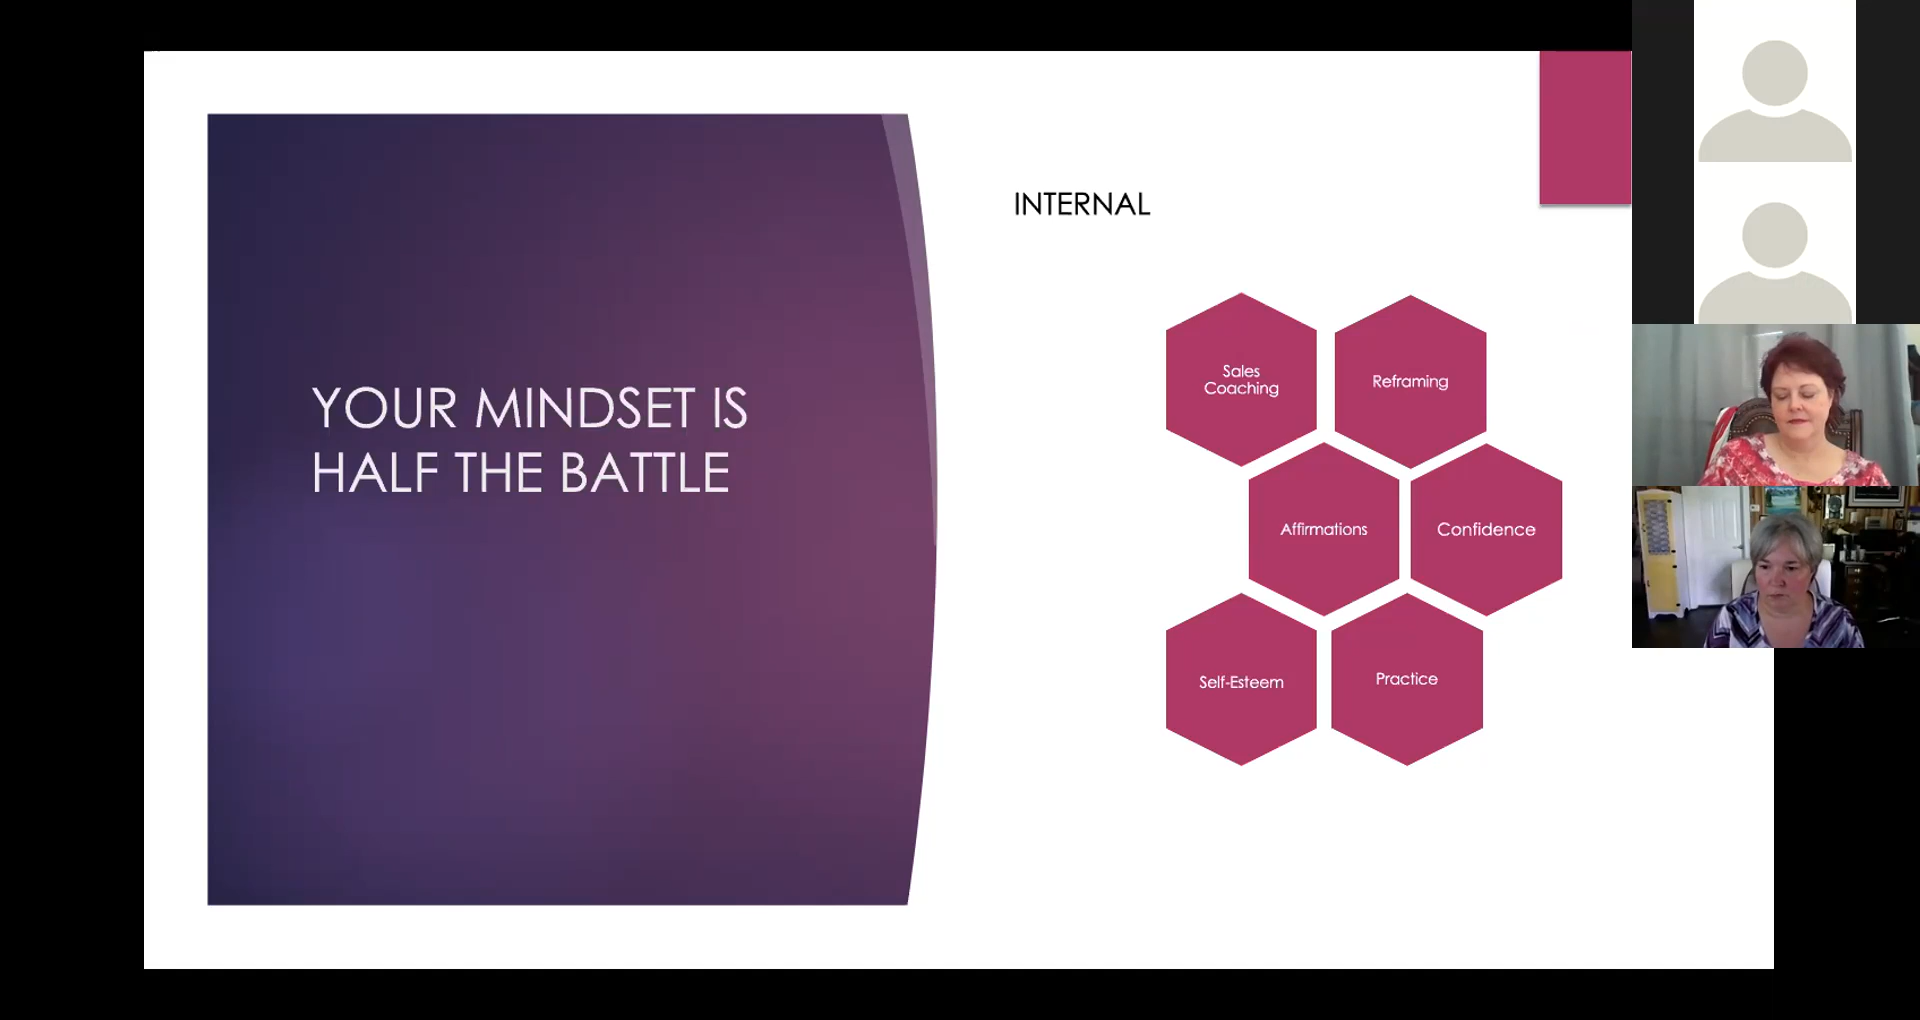 YOUR MINDSET IS
HALF THE BATTLE
INTERNAL
Sales
Coaching
Reframing
Affirmations
Confidence
Self-Esteem
Practice